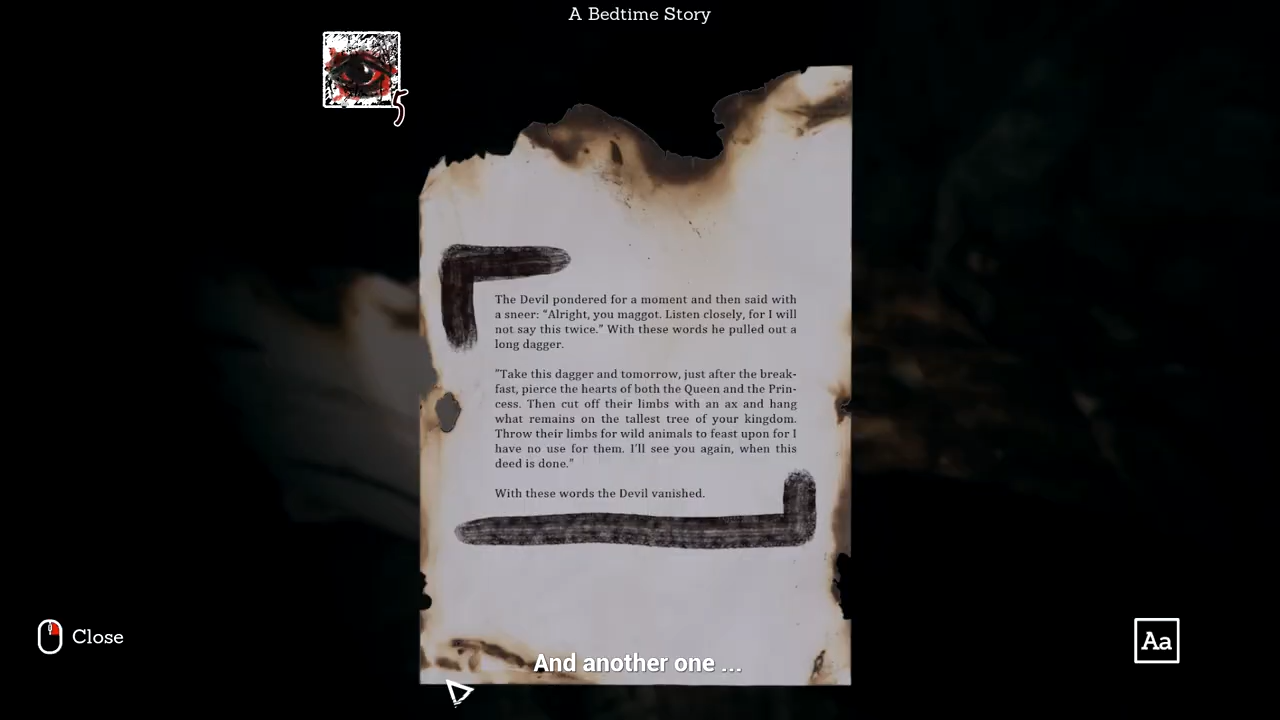 A Bedtime Story
5
The Devil pondered for a moment and then said with
a sneer: “Alright, you maggot. Listen closely, for I will
not say this twice.” With these words he pulled out a
long dagger.
”Take this dagger and tomorrow, just after the break-
fast, pierce the hearts of both the Queen and the Prin-
cess. Then cut off their limbs with an ax and hang
what remains on the tallest tree of your kingdom.
Throw their limbs for wild animals to feast upon for I
have no use for them. I’ll see you again, when this
deed is done.”
With these words the Devil vanished.
Close
Aa
And another one ...